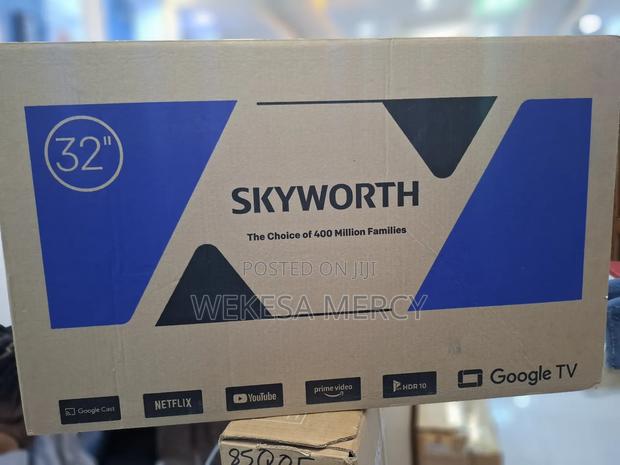 32"
SKYWORTH
The Choice of 400 Million Families
POSTED ON JIJI
WEKESA MERCY
Google Cast
NETFLIX
YouTube
prime video
HDR 10
Google TV